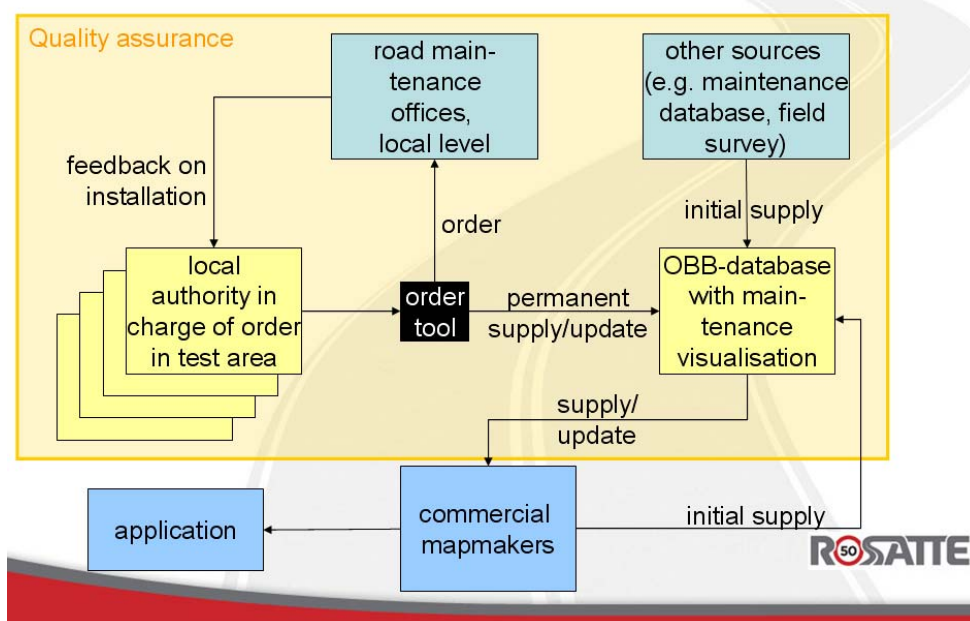 Quality assurance
road main-
tenance
offices,
local level
other sources
(e.g. maintenance
database, field
survey)
feedback on
installation
order
initial supply
local
authority in
charge of order
in test area
order
tool
permanent
supply/update
OBB-database
with main-
tenance
visualisation
supply/
update
application
commercial
mapmakers
initial supply
ROSATTE
50